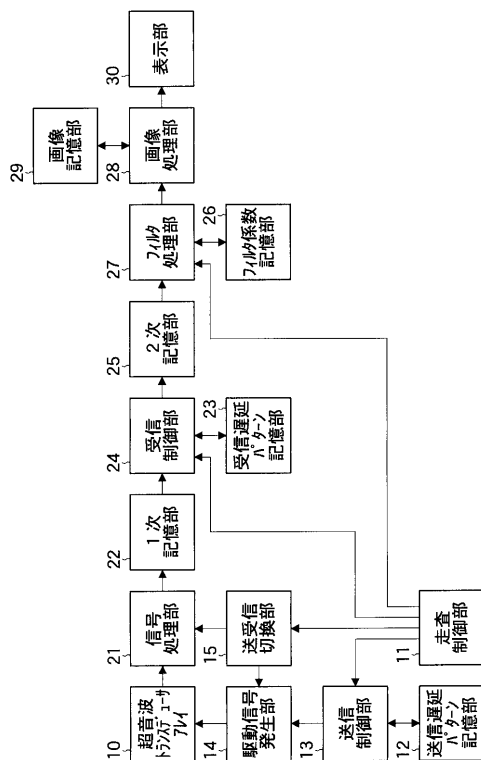 10
超音波
トランスデューサ
アレイ
21
信号
処理部
22
1次記憶部
24
受信
制御部
25
2次
記憶部
27
フィルタ
処理部
28
画像
処理部
30
表示部
29
画像
記憶部
14
駆動信号
発生部
15
送受信
切換部
23
受信遅延
パターン
記憶部
26
フィルタ係数
記憶部
13
送信
制御部
12
送信遅延
パターン
記憶部
11
走査
制御部